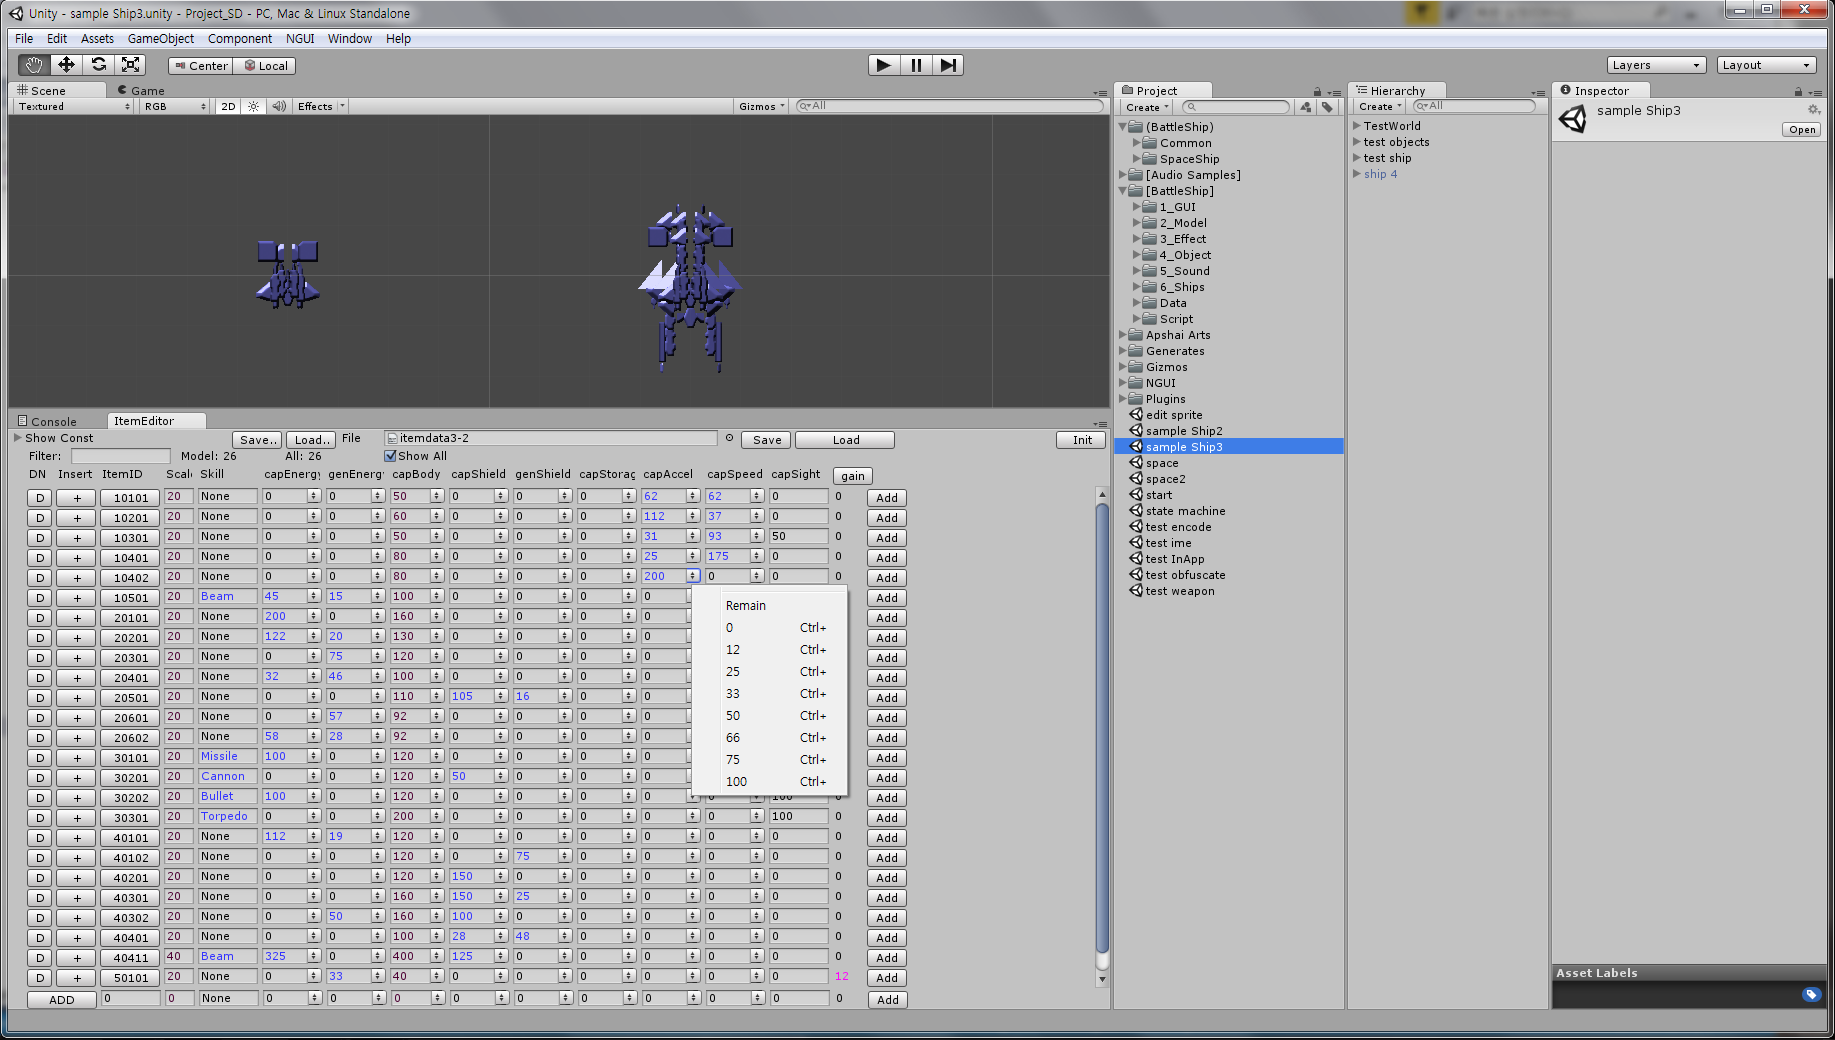 Unity - sample Ship3.unity - Project_SD - PC, Mac & Linux Standalone
File Edit Assets GameObject Component NGUI Window Help
Center Local Layers Layout
Scene Game
Textured RGB 2D Effects Gizmos All
Console ItemEditor
Show Const Save.. Load.. File itemdata3-2 Save Load Init
Filter: Model: 26 All: 26 Show All
DN Insert ItemID Scale Skill capEnergy genEnergy capBody capShield genShield capStorag capAccel capSpeed capSight gain
D + 10101 20 None 0 0 50 0 0 0 62 62 0 0 Add
D + 10201 20 None 0 0 60 0 0 0 112 37 0 0 Add
D + 10301 20 None 0 0 50 0 0 0 31 93 50 0 Add
D + 10401 20 None 0 0 80 0 0 0 25 175 0 0 Add
D + 10402 20 None 0 0 80 0 0 0 200 0 0 0 Add
D + 10501 20 Beam 45 15 100 0 0 0 0 Add
D + 20101 20 None 200 0 160 0 0 0 0 Add
D + 20201 20 None 122 20 130 0 0 0 0 Add
D + 20301 20 None 0 75 120 0 0 0 0 Add
D + 20401 20 None 32 46 100 0 0 0 0 Add
D + 20501 20 None 0 0 110 105 16 0 0 Add
D + 20601 20 None 0 57 92 0 0 0 0 Add
D + 20602 20 None 58 28 92 0 0 0 0 Add
D + 30101 20 Missile 100 0 120 0 0 0 0 Add
D + 30201 20 Cannon 0 0 120 50 0 0 0 Add
D + 30202 20 Bullet 100 0 120 0 0 0 0 0 100 0 Add
D + 30301 20 Torpedo 0 0 200 0 0 0 0 0 100 0 Add
D + 40101 20 None 112 19 120 0 0 0 0 0 0 0 Add
D + 40102 20 None 0 0 120 0 75 0 0 0 0 0 Add
D + 40201 20 None 0 0 120 150 0 0 0 0 0 0 Add
D + 40301 20 None 0 0 160 150 25 0 0 0 0 0 Add
D + 40302 20 None 0 50 160 100 0 0 0 0 0 0 Add
D + 40401 20 None 0 0 100 28 48 0 0 0 0 0 Add
D + 40411 40 Beam 325 0 400 125 0 0 0 0 0 0 Add
D + 50101 20 None 0 33 40 0 0 0 0 0 0 12 Add
ADD 0 0 None 0 0 0 0 0 0 0 0 0 0 Add
Remain
0 Ctrl+
12 Ctrl+
25 Ctrl+
33 Ctrl+
50 Ctrl+
66 Ctrl+
75 Ctrl+
100 Ctrl+
Project
Create
(BattleShip)
Common
SpaceShip
[Audio Samples]
[BattleShip]
1_GUI
2_Model
3_Effect
4_Object
5_Sound
6_Ships
Data
Script
Apshai Arts
Generates
Gizmos
NGUI
Plugins
edit sprite
sample Ship2
sample Ship3
space
space2
start
state machine
test encode
test ime
test InApp
test obfuscate
test weapon
Hierarchy
Create All
TestWorld
test objects
test ship
ship 4
Inspector
sample Ship3
Open
Asset Labels